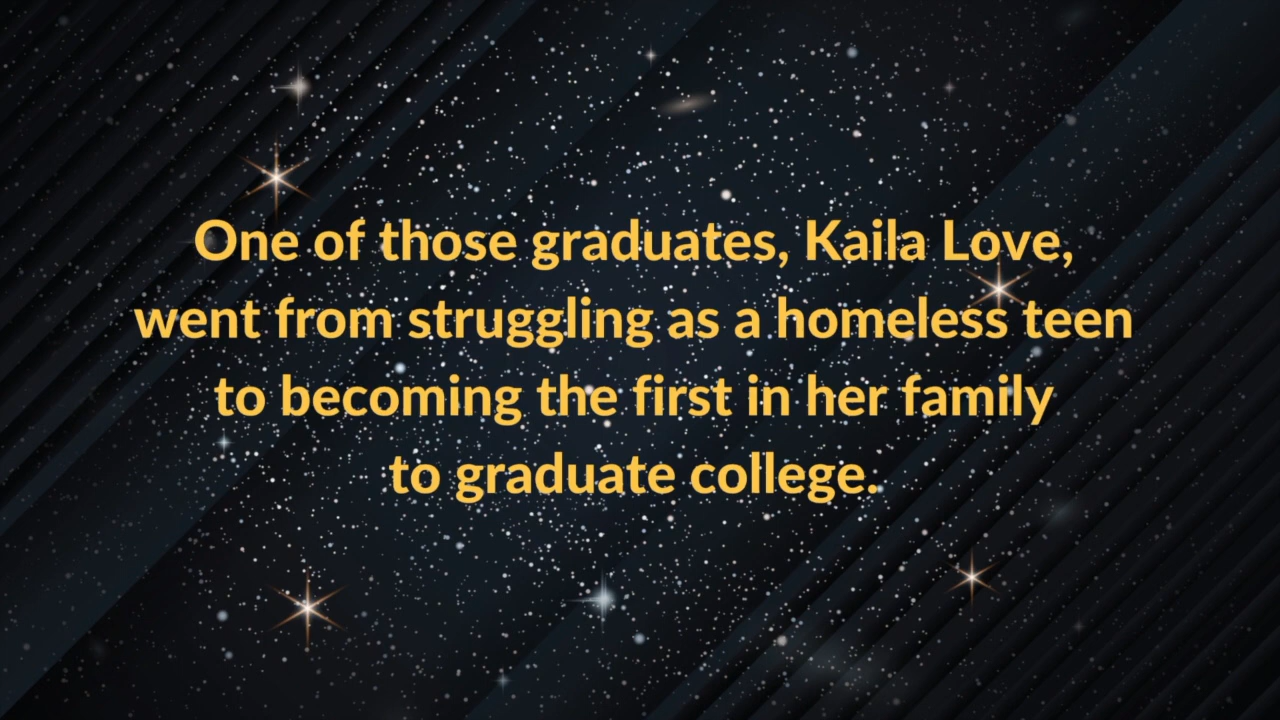 One of those graduates, Kaila Love,
went from struggling as a homeless teen
to becoming the first in her family
to graduate college.